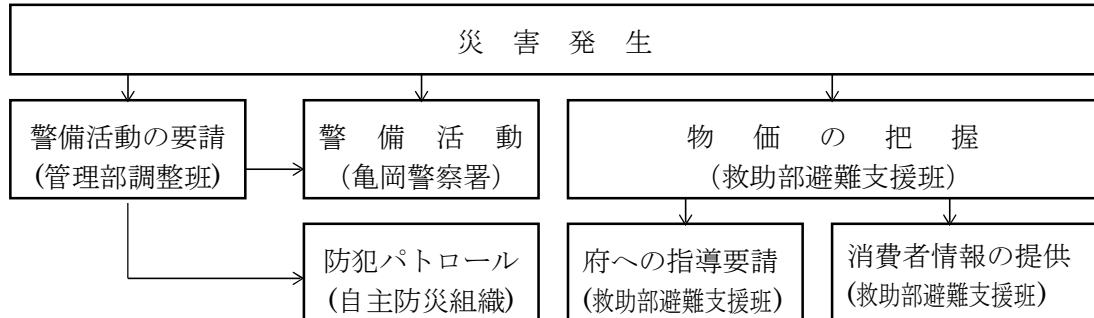 災害発生
警備活動の要請
(管理部調整班)
警備活動
（亀岡警察署）
物価の把握
（救助部避難支援班）
防犯パトロール
(自主防災組織)
府への指導要請
(救助部避難支援班)
消費者情報の提供
(救助部避難支援班)